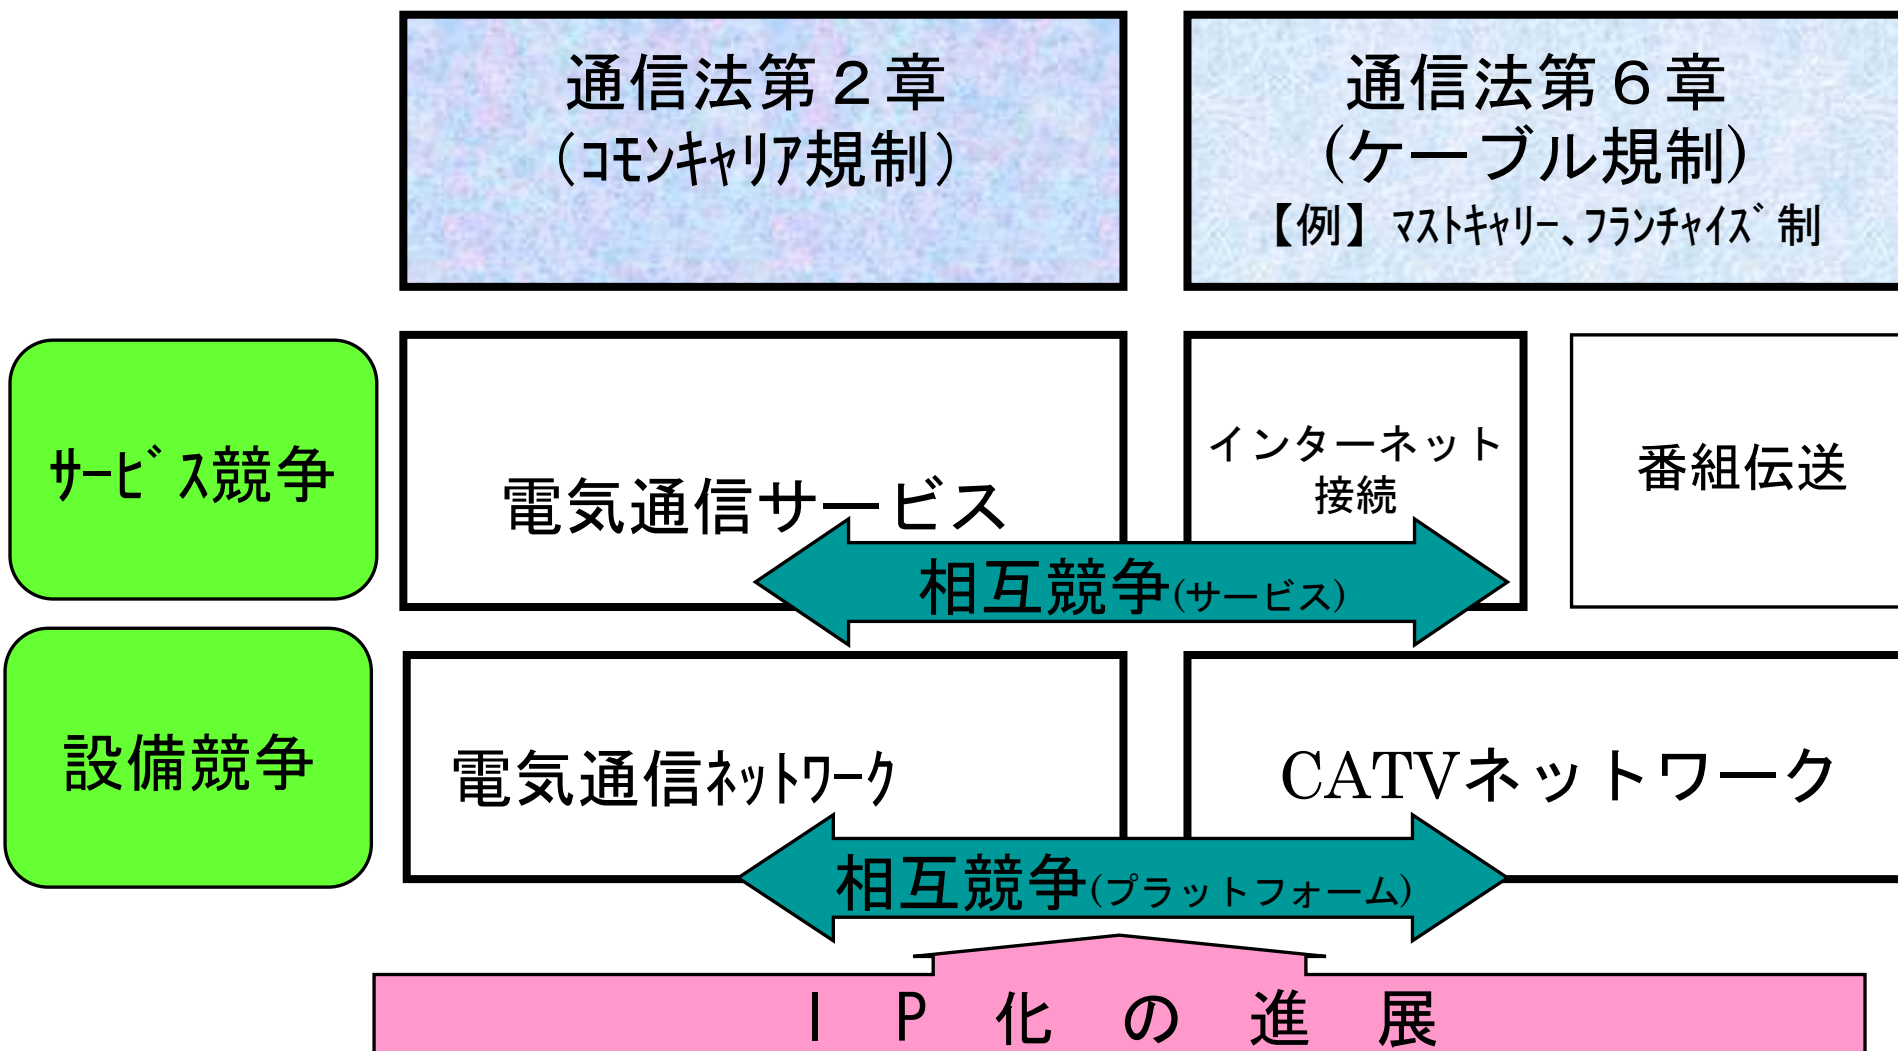 通信法第２章
（ｺﾓﾝｷｬﾘｱ規制）
通信法第６章
(ケーブル規制)
【例】ﾏｽﾄｷｬﾘｰ、ﾌﾗﾝﾁｬｲｽﾞ制
ｻｰﾋﾞｽ競争
電気通信サービス
インターネット
接続
番組伝送
相互競争(サービス)
設備競争
電気通信ﾈｯﾄﾜｰｸ
CATVネットワーク
相互競争(プラットフォーム)
ＩＰ化の進展